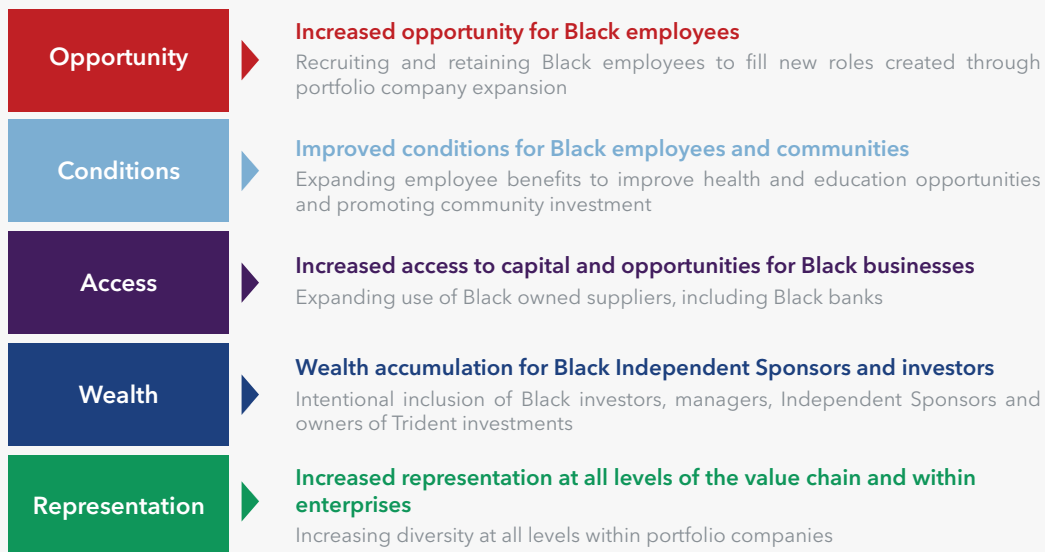 Opportunity
Increased opportunity for Black employees
Recruiting and retaining Black employees to fill new roles created through
portfolio company expansion
Conditions
Improved conditions for Black employees and communities
Expanding employee benefits to improve health and education opportunities
and promoting community investment
Access
Increased access to capital and opportunities for Black businesses
Expanding use of Black owned suppliers, including Black banks
Wealth
Wealth accumulation for Black Independent Sponsors and investors
Intentional inclusion of Black investors, managers, Independent Sponsors and
owners of Trident investments
Representation
Increased representation at all levels of the value chain and within
enterprises
Increasing diversity at all levels within portfolio companies